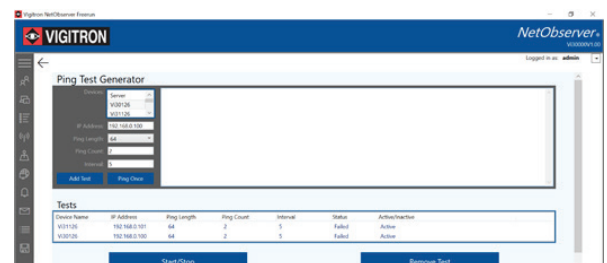 Vigitron NetObserver Freerun
VIGITRON
NetObserver
Vi00000V1.00
Logged in as admin
Ping Test Generator
Devices
Server
Vi30126
Vi31126
IP Address 192.168.0.100
Ping Length 64
Ping Count 2
Interval 5
Add Test Ping Once
Tests
Device Name IP Address Ping Length Ping Count Interval Status Active/Inactive
Vi31126 192.168.0.101 64 2 5 Failed Active
Vi30126 192.168.0.100 64 2 5 Failed Active
Start/Stop Remove Test